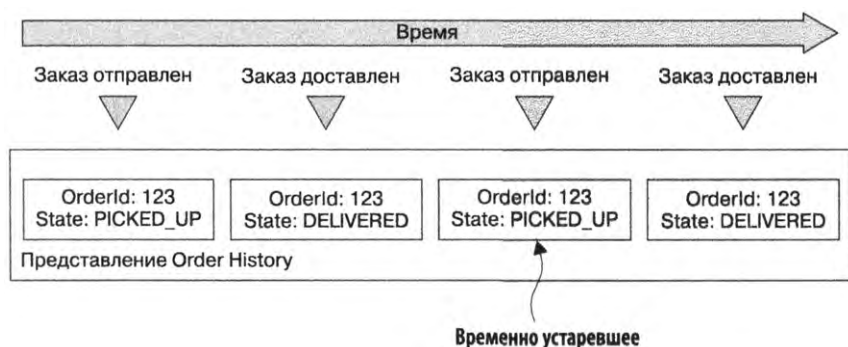 Время
Заказ отправлен
Заказ доставлен
Заказ отправлен
Заказ доставлен
OrderId: 123
State: PICKED_UP
OrderId: 123
State: DELIVERED
OrderId: 123
State: PICKED_UP
OrderId: 123
State: DELIVERED
Представление Order History
Временно устаревшее